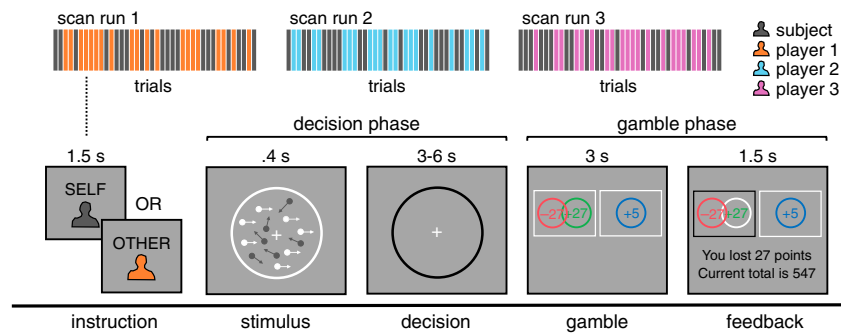 scan run 1
scan run 2
scan run 3
trials
trials
trials
subject
player 1
player 2
player 3
decision phase
gamble phase
1.5 s
.4 s
3-6 s
3 s
1.5 s
SELF
OR
OTHER
–27
+27
+5
–27
+27
+5
You lost 27 points
Current total is 547
instruction
stimulus
decision
gamble
feedback